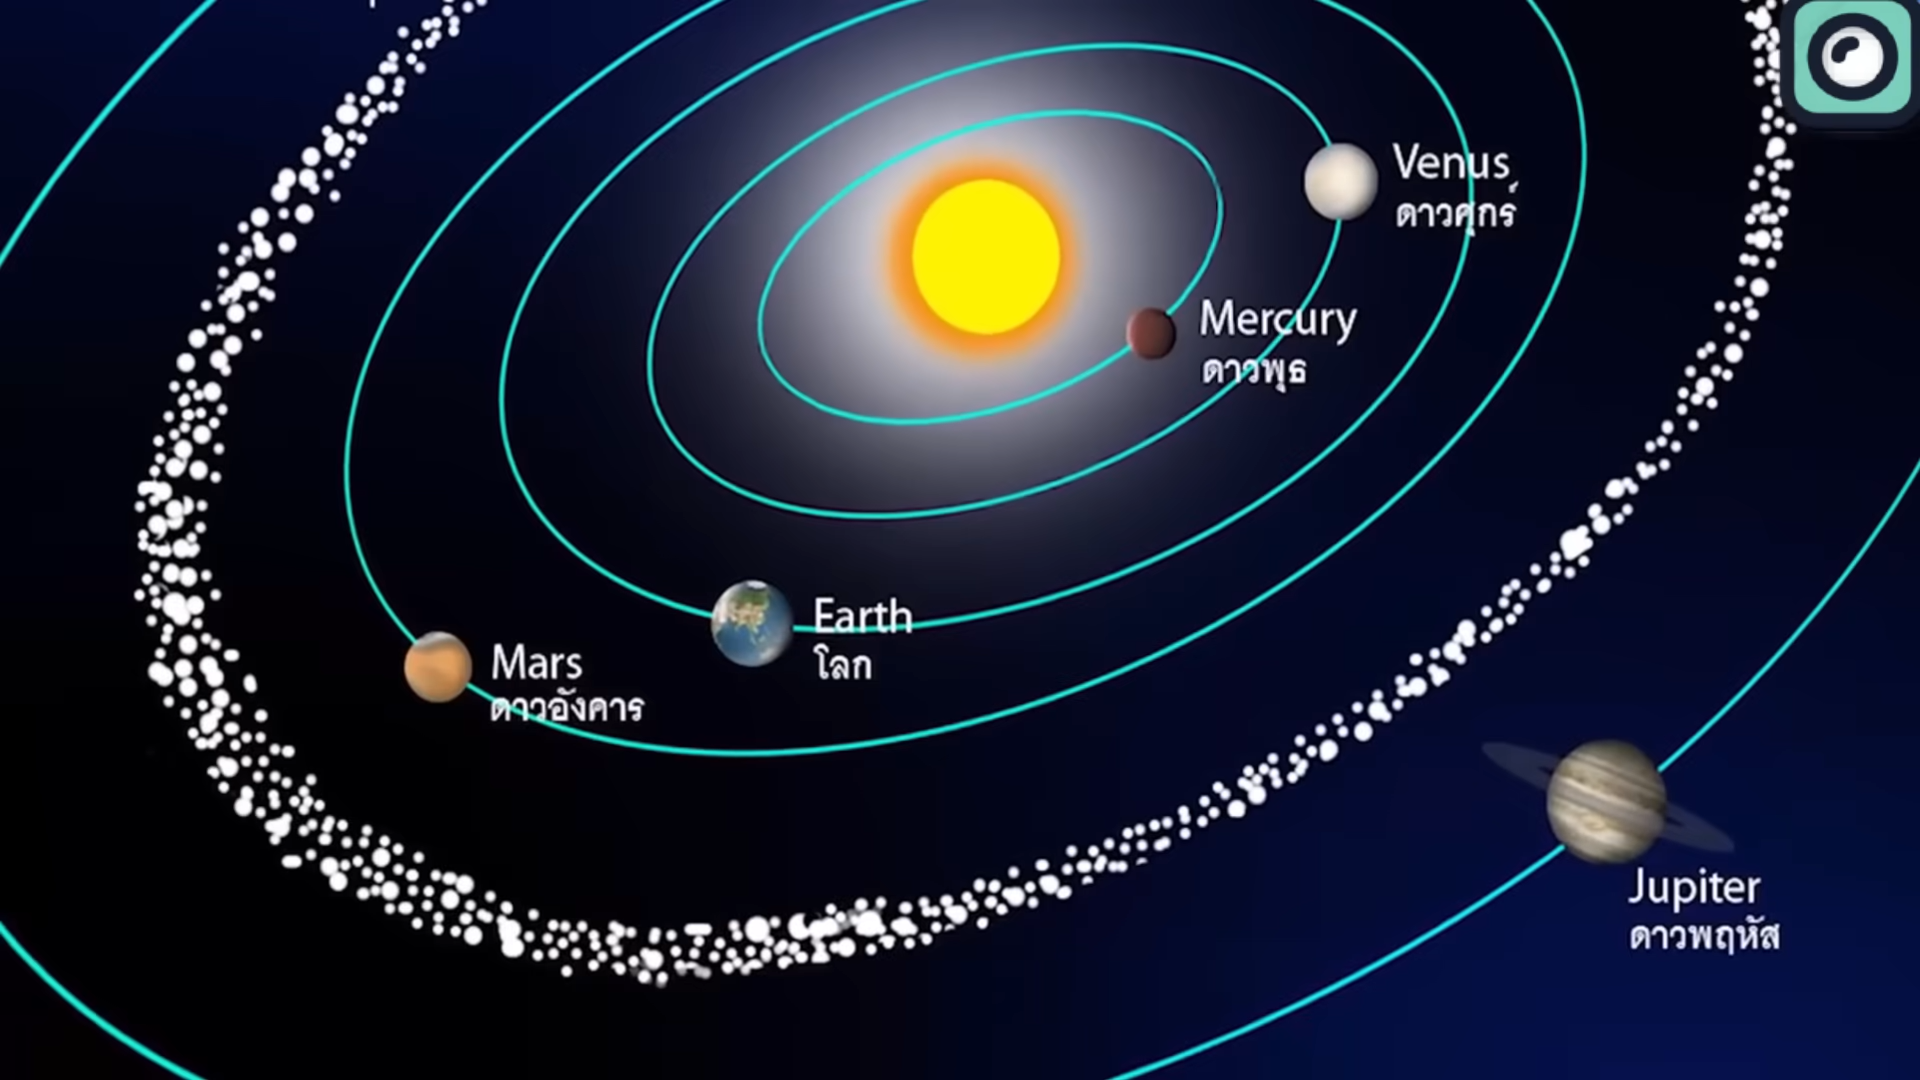 Venus
ดาวศุกร์
Mercury
ดาวพุธ
Earth
โลก
Mars
ดาวอังคาร
Jupiter
ดาวพฤหัส